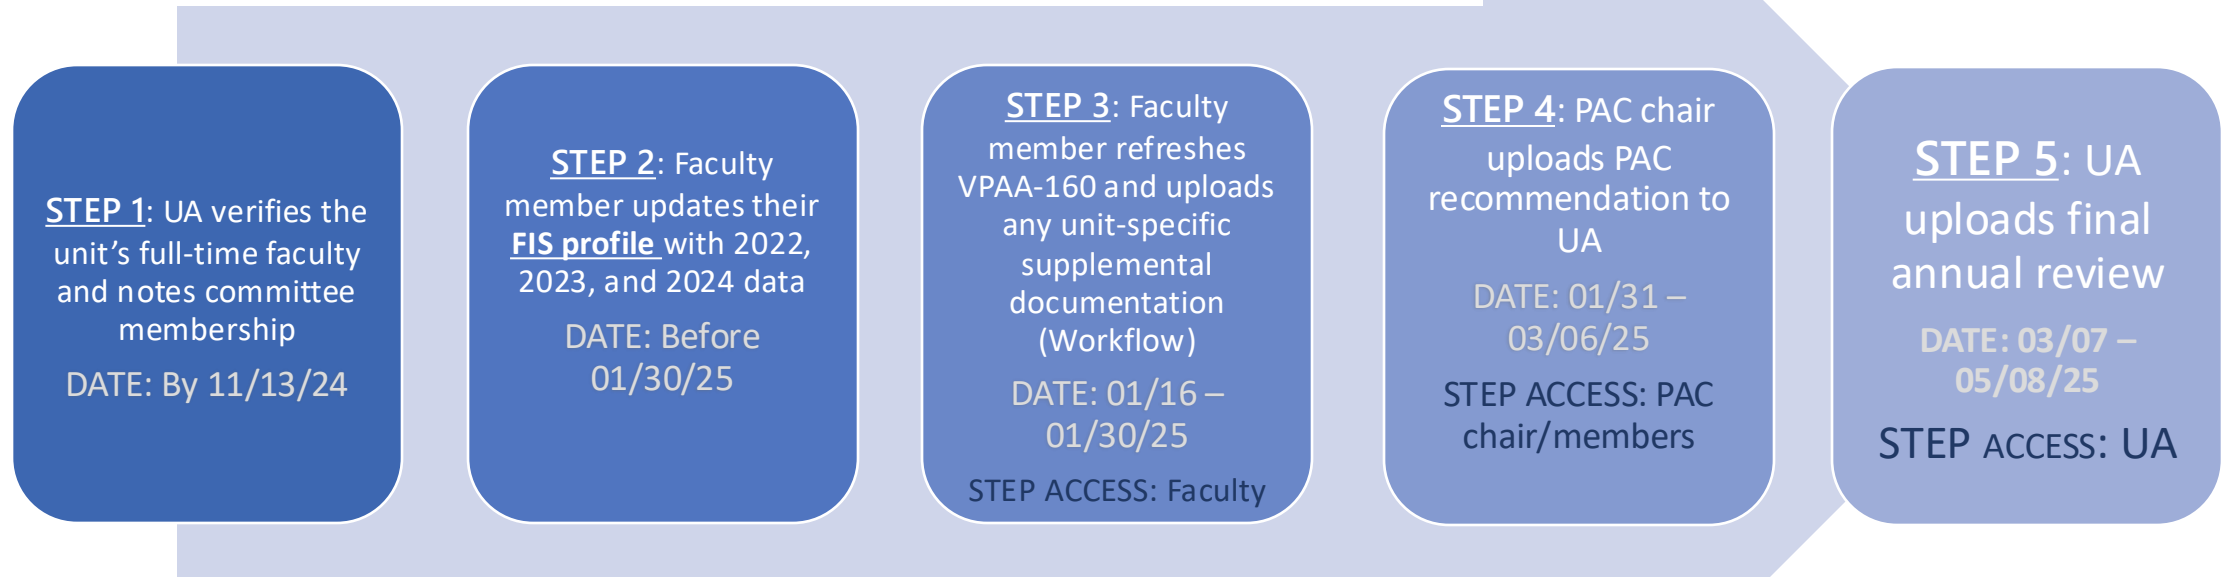 STEP 1: UA verifies the
unit’s full-time faculty
and notes committee
membership
DATE: By 11/13/24
STEP 2: Faculty
member updates their
FIS profile with 2022,
2023, and 2024 data
DATE: Before
01/30/25
STEP 3: Faculty
member refreshes
VPAA-160 and uploads
any unit-specific
supplemental
documentation
(Workflow)
DATE: 01/16 –
01/30/25
STEP ACCESS: Faculty
STEP 4: PAC chair
uploads PAC
recommendation to
UA
DATE: 01/31 –
03/06/25
STEP ACCESS: PAC
chair/members
STEP 5: UA
uploads final
annual review
DATE: 03/07 –
05/08/25
STEP ACCESS: UA